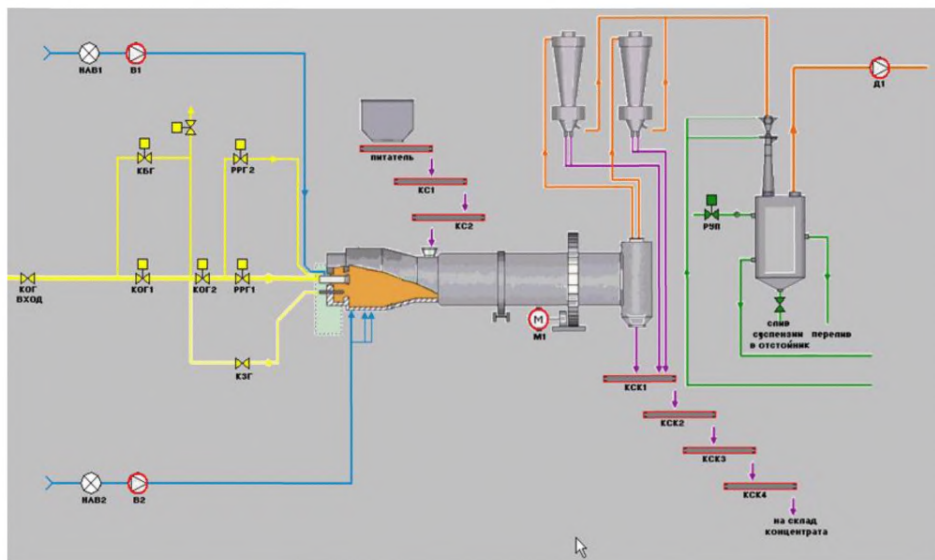 НАВ1
В1
Д1
питатель
КБГ
РРГ2
КС1
КС2
РУП
КОГ
ВХОД
КОГ1
КОГ2
РРГ1
М
М1
слив
суспензии
в отстойник
перелив
КЗГ
КСК1
КСК2
КСК3
КСК4
НАВ2
В2
на склад
концентрата